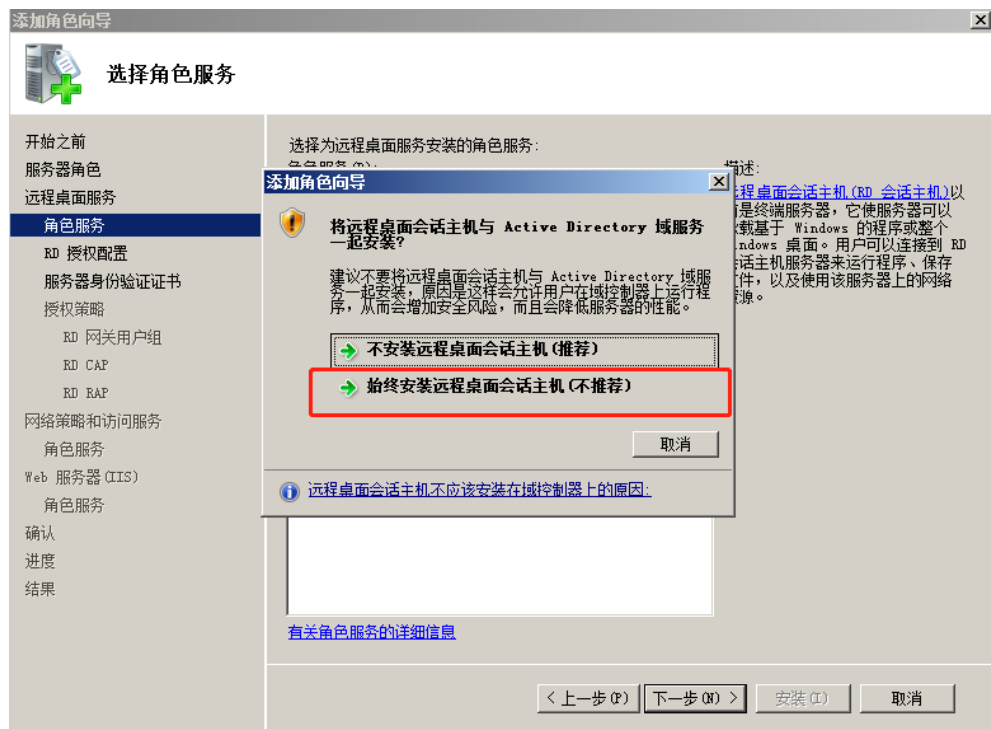 添加角色向导
选择角色服务
开始之前
服务器角色
远程桌面服务
角色服务
RD 授权配置
服务器身份验证证书
授权策略
RD 网关用户组
RD CAP
RD RAP
网络策略和访问服务
角色服务
Web 服务器(IIS)
角色服务
确认
进度
结果
选择为远程桌面服务安装的角色服务:
描述:
程桌面会话主机(RD 会话主机)以
是终端服务器，它使服务器可以
载基于 Windows 的程序或整个
indows 桌面。用户可以连接到 RD
话主机服务器来运行程序、保存
件，以及使用该服务器上的网络
源。
添加角色向导
将远程桌面会话主机与 Active Directory 域服务
一起安装?
建议不要将远程桌面会话主机与 Active Directory 域服
务一起安装，原因是这样会允许用户在域控制器上运行程
序，从而会增加安全风险，而且会降低服务器的性能。
不安装远程桌面会话主机(推荐)
始终安装远程桌面会话主机(不推荐)
取消
远程桌面会话主机不应该安装在域控制器上的原因:
有关角色服务的详细信息
< 上一步(P)
下一步(N) >
安装(I)
取消